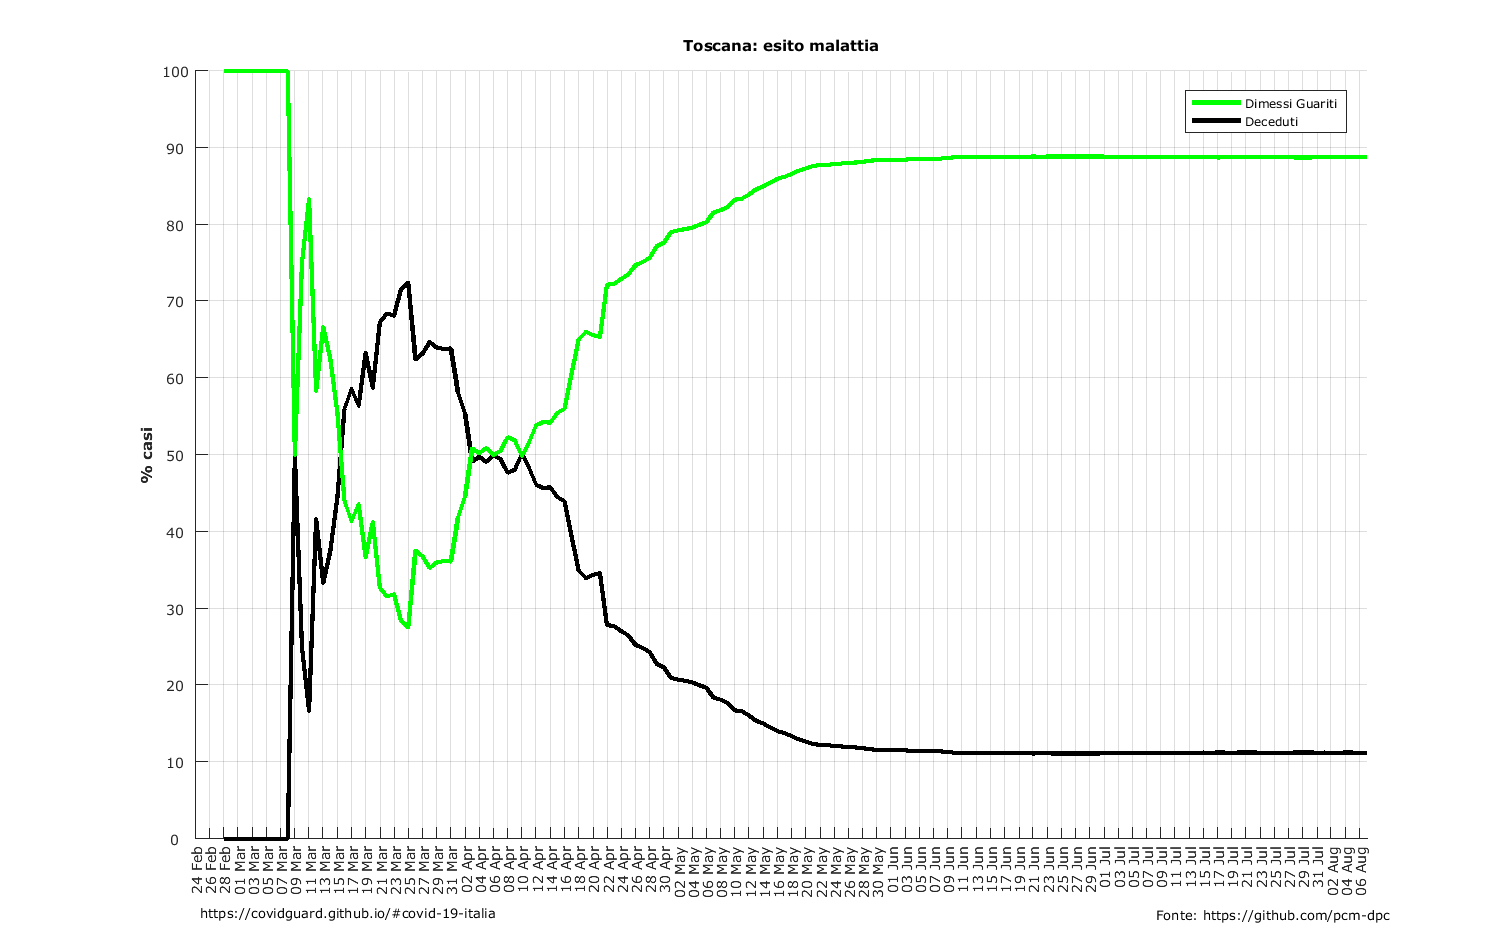 Toscana: esito malattia
100
90
80
70
60
50
40
30
20
10
0
% casi
Dimessi Guariti
Deceduti
24 Feb
26 Feb
28 Feb
01 Mar
03 Mar
05 Mar
07 Mar
09 Mar
11 Mar
13 Mar
15 Mar
17 Mar
19 Mar
21 Mar
23 Mar
25 Mar
27 Mar
29 Mar
31 Mar
02 Apr
04 Apr
06 Apr
08 Apr
10 Apr
12 Apr
14 Apr
16 Apr
18 Apr
20 Apr
22 Apr
24 Apr
26 Apr
28 Apr
30 Apr
02 May
04 May
06 May
08 May
10 May
12 May
14 May
16 May
18 May
20 May
22 May
24 May
26 May
28 May
30 May
01 Jun
03 Jun
05 Jun
07 Jun
09 Jun
11 Jun
13 Jun
15 Jun
17 Jun
19 Jun
21 Jun
23 Jun
25 Jun
27 Jun
29 Jun
01 Jul
03 Jul
05 Jul
07 Jul
09 Jul
11 Jul
13 Jul
15 Jul
17 Jul
19 Jul
21 Jul
23 Jul
25 Jul
27 Jul
29 Jul
31 Jul
02 Aug
04 Aug
06 Aug
https://covidguard.github.io/#covid-19-italia
Fonte: https://github.com/pcm-dpc